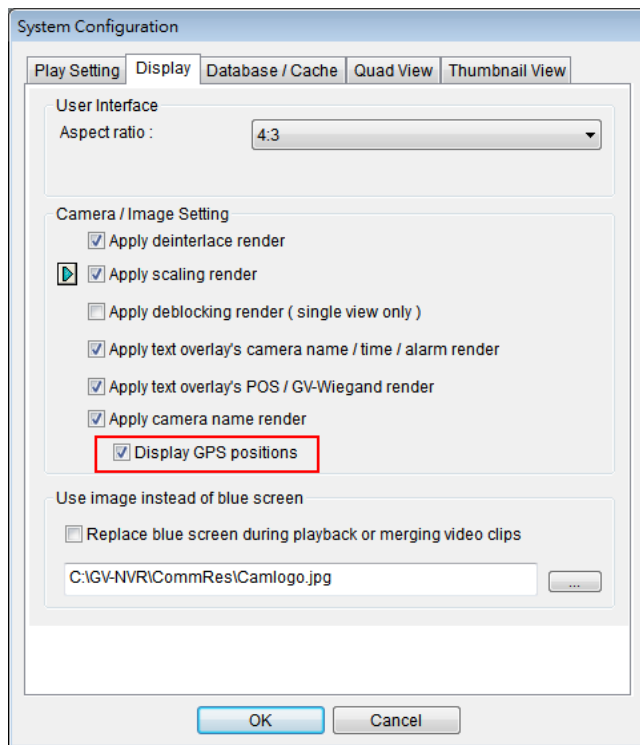 System Configuration
Play Setting Display Database / Cache Quad View Thumbnail View
User Interface
Aspect ratio : 4:3
Camera / Image Setting
Apply deinterlace render
Apply scaling render
Apply deblocking render ( single view only )
Apply text overlay's camera name / time / alarm render
Apply text overlay's POS / GV-Wiegand render
Apply camera name render
Display GPS positions
Use image instead of blue screen
Replace blue screen during playback or merging video clips
C:\GV-NVR\CommRes\Camlogo.jpg ...
OK Cancel